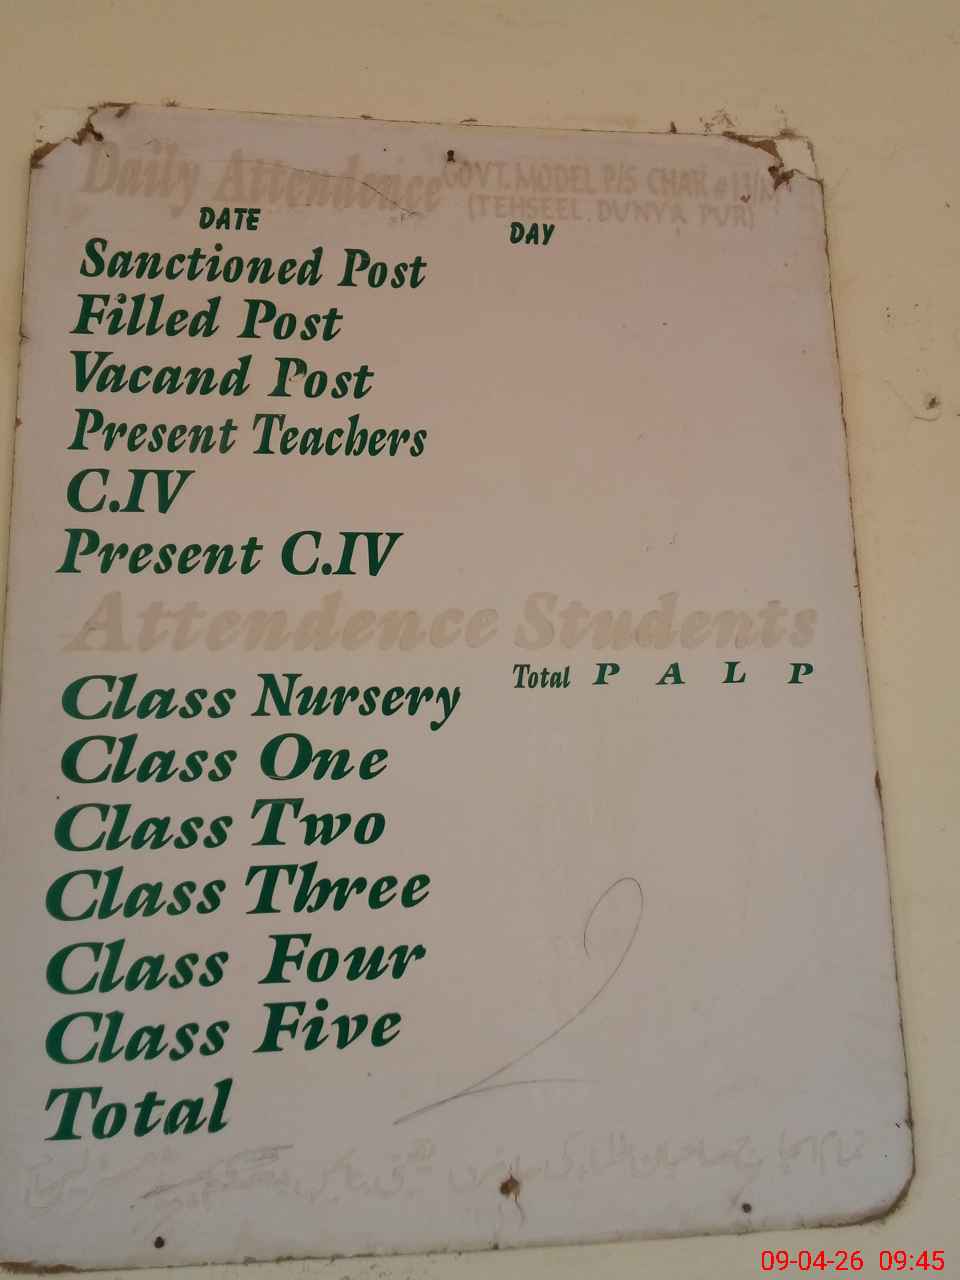 Daily Attendence
GOVT. MODEL P/S CHAK #
(TEHSEEL. DUNYA PUR)
DATE DAY
Sanctioned Post
Filled Post
Vacand Post
Present Teachers
C.IV
Present C.IV
Attendence Students
Total P A L P
Class Nursery
Class One
Class Two
Class Three
Class Four
Class Five
Total
2
09-04-26 09:45